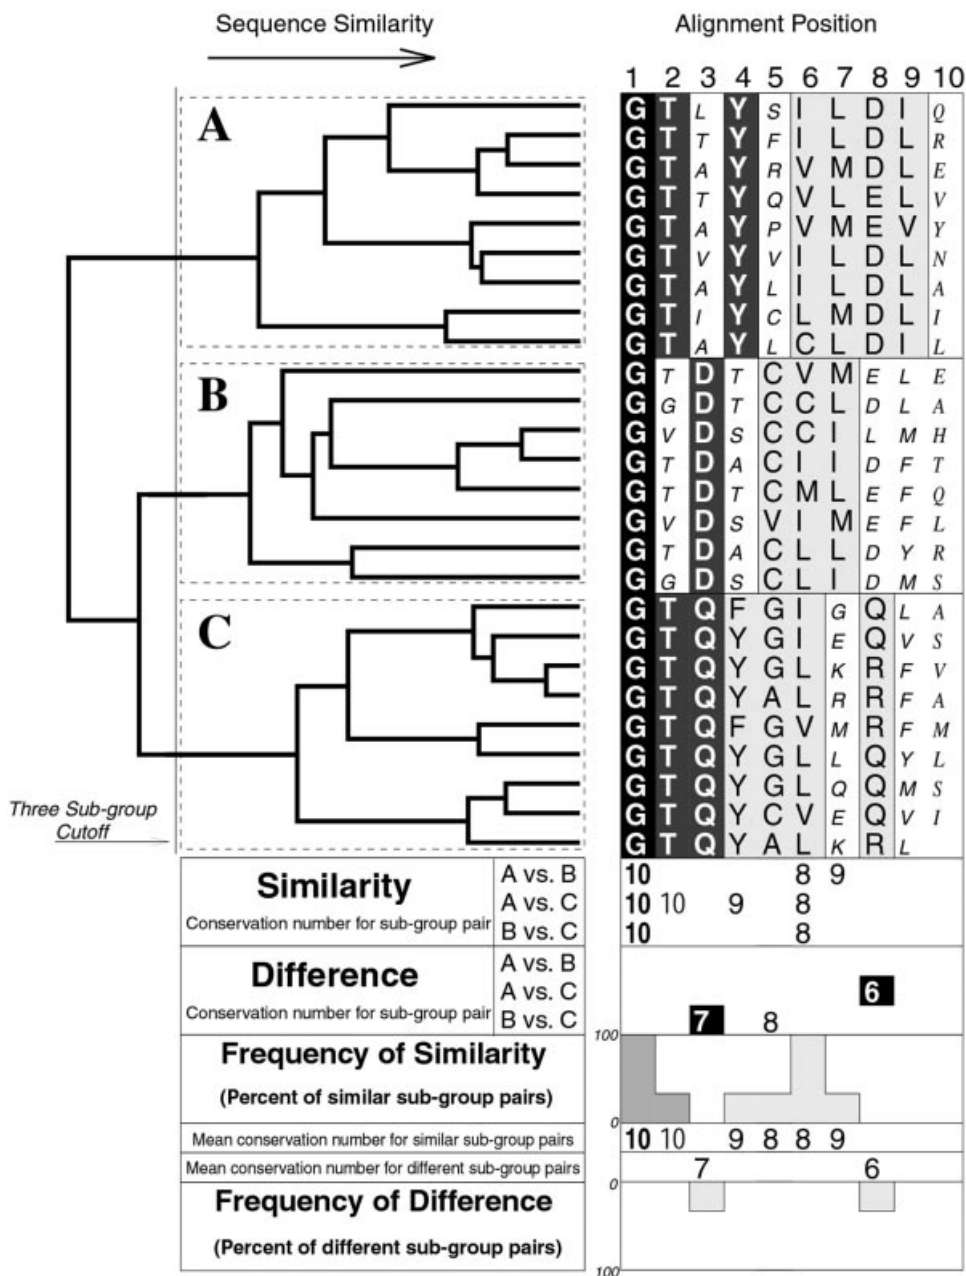 Sequence Similarity
Alignment Position
1 2 3 4 5 6 7 8 9 10
A
G T L Y S I L D I Q
G T T Y F I L D L R
G T A Y R V M D L E
G T T Y Q V L E L V
G T A Y P V M E V Y
G T V Y V I L D L N
G T A Y L I L D L A
G T I Y C L M D L I
G T A Y L C L D I L
B
G T D T C V M E L E
G G D T C C L D L A
G V D S C C I L M H
G T D A C I I D F T
G T D T C M L E F Q
G V D S V I M E F L
G T D A C L L D Y R
G G D S C L I D M S
C
G T Q F G I G Q L A
G T Q Y G I E Q V S
G T Q Y G L K R F V
G T Q Y A L R R F A
G T Q F G V M R F M
G T Q Y G L L Q Y L
G T Q Y G L Q Q M S
G T Q Y C V E Q V I
G T Q Y A L K R L
Three Sub-group
Cutoff
Similarity
Conservation number for sub-group pair
A vs. B
A vs. C
B vs. C
10 8 9
10 10 9 8
10 8
Difference
Conservation number for sub-group pair
A vs. B
A vs. C
B vs. C
6
7 8
Frequency of Similarity
(Percent of similar sub-group pairs)
100
0
Mean conservation number for similar sub-group pairs
10 10 9 8 8 9
Mean conservation number for different sub-group pairs
7 6
Frequency of Difference
(Percent of different sub-group pairs)
0
100